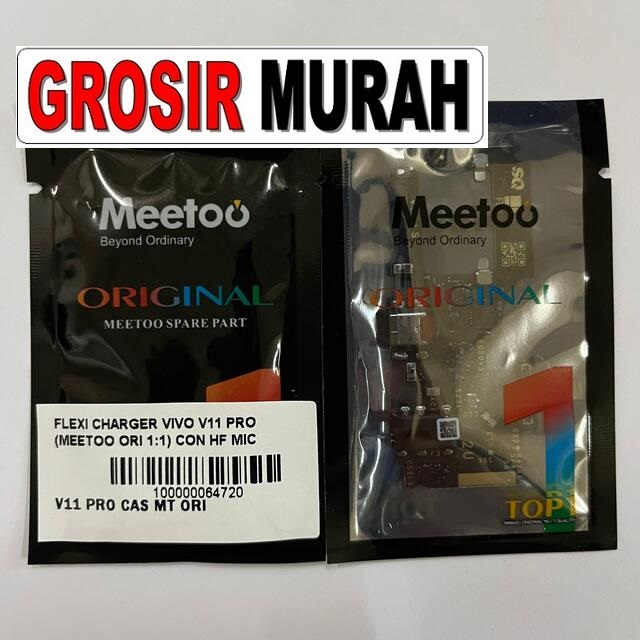 GROSIR MURAH
Meetoo
Beyond Ordinary
ORIGINAL
MEETOO SPARE PART
FLEXI CHARGER VIVO V11 PRO
(MEETOO ORI 1:1) CON HF MIC
100000064720
V11 PRO CAS MT ORI
Meetoo
Beyond Ordinary
ORIGINAL
TOP1